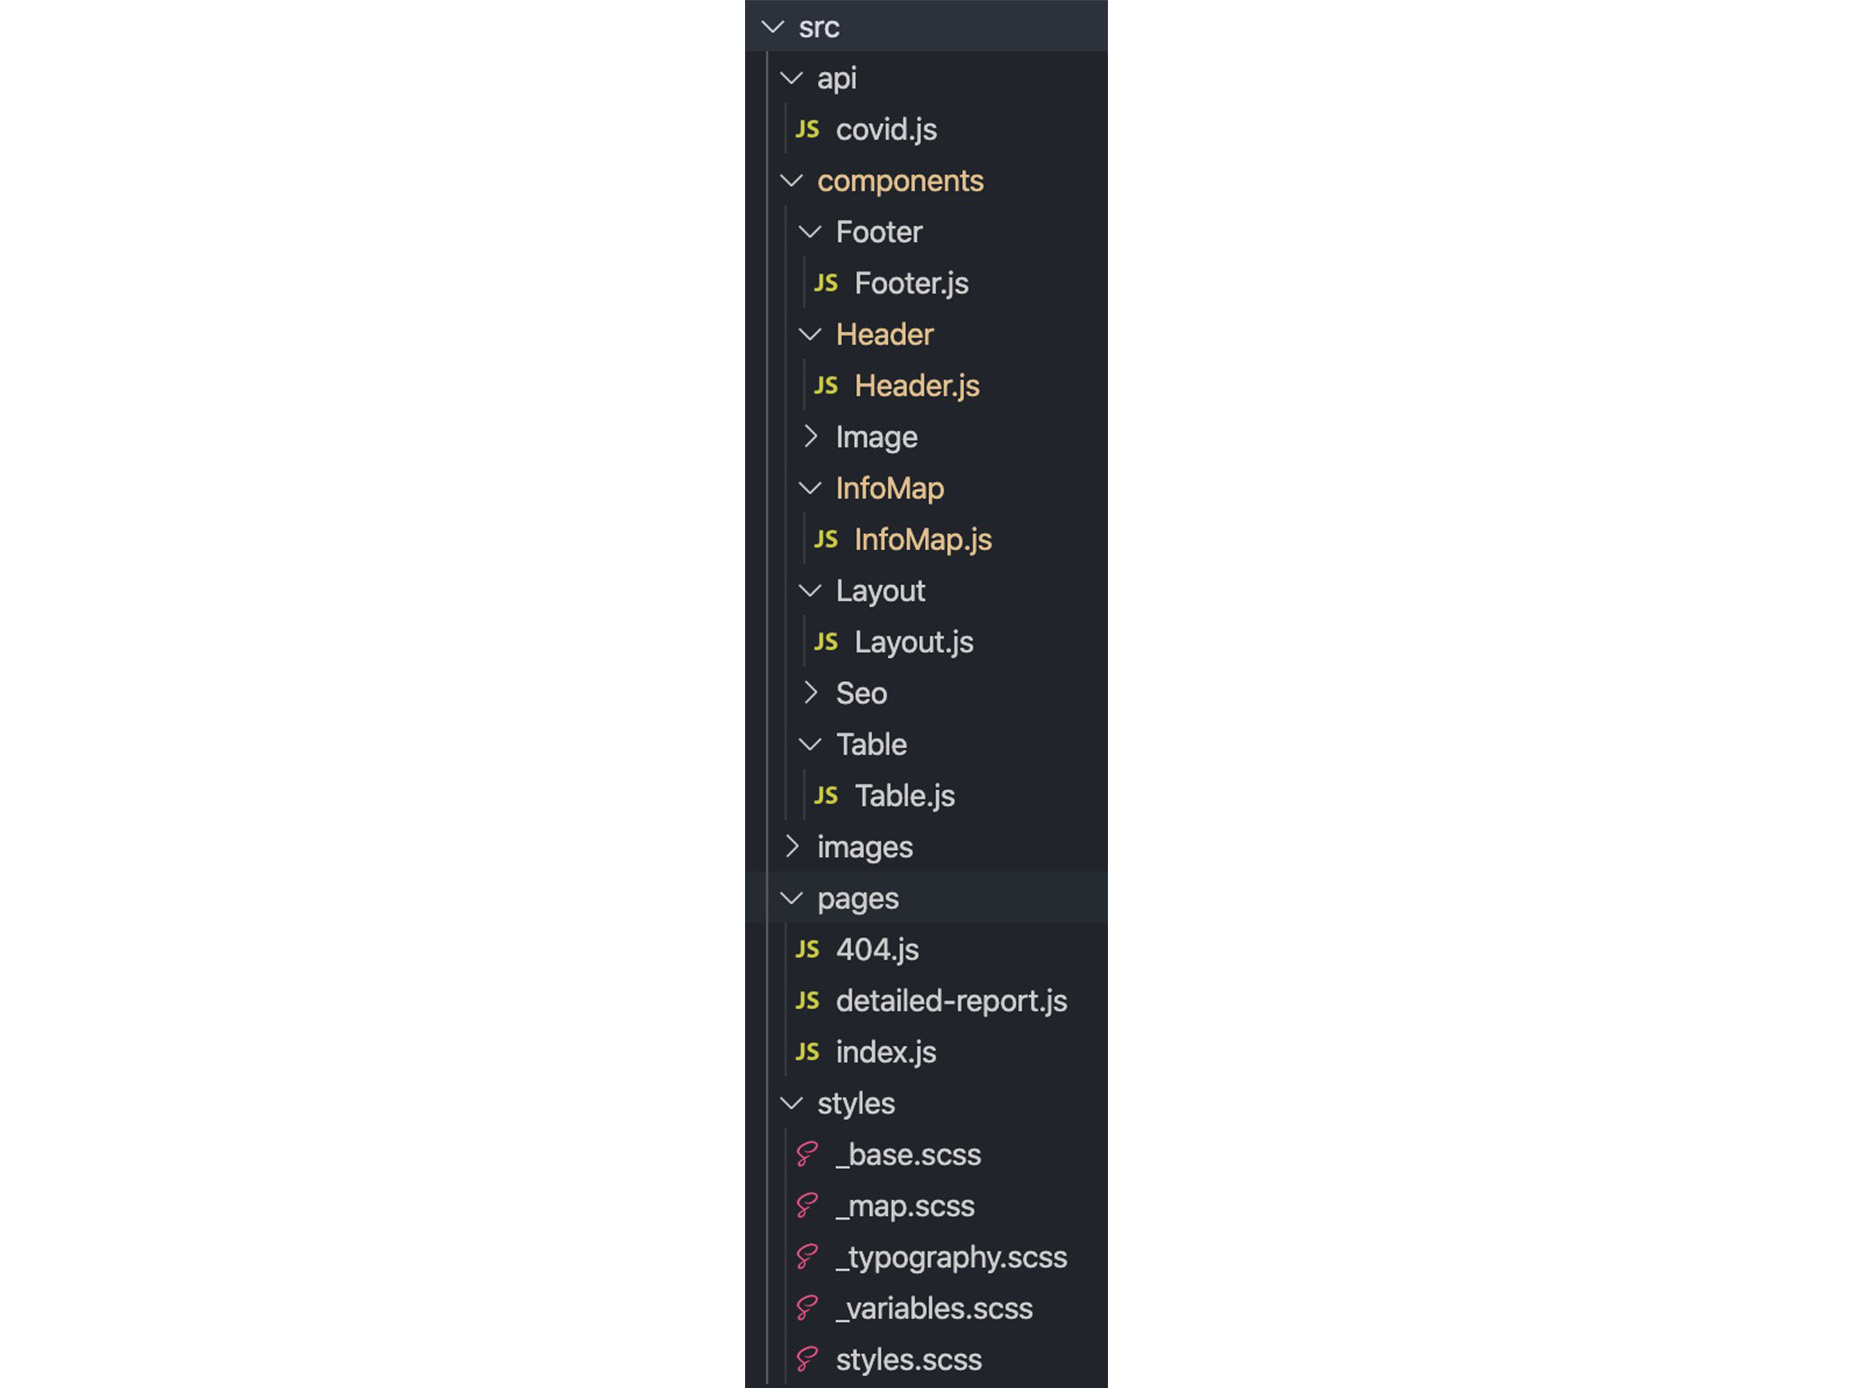 src
api
JS covid.js
components
Footer
JS Footer.js
Header
JS Header.js
Image
InfoMap
JS InfoMap.js
Layout
JS Layout.js
Seo
Table
JS Table.js
images
pages
JS 404.js
JS detailed-report.js
JS index.js
styles
_base.scss
_map.scss
_typography.scss
_variables.scss
styles.scss